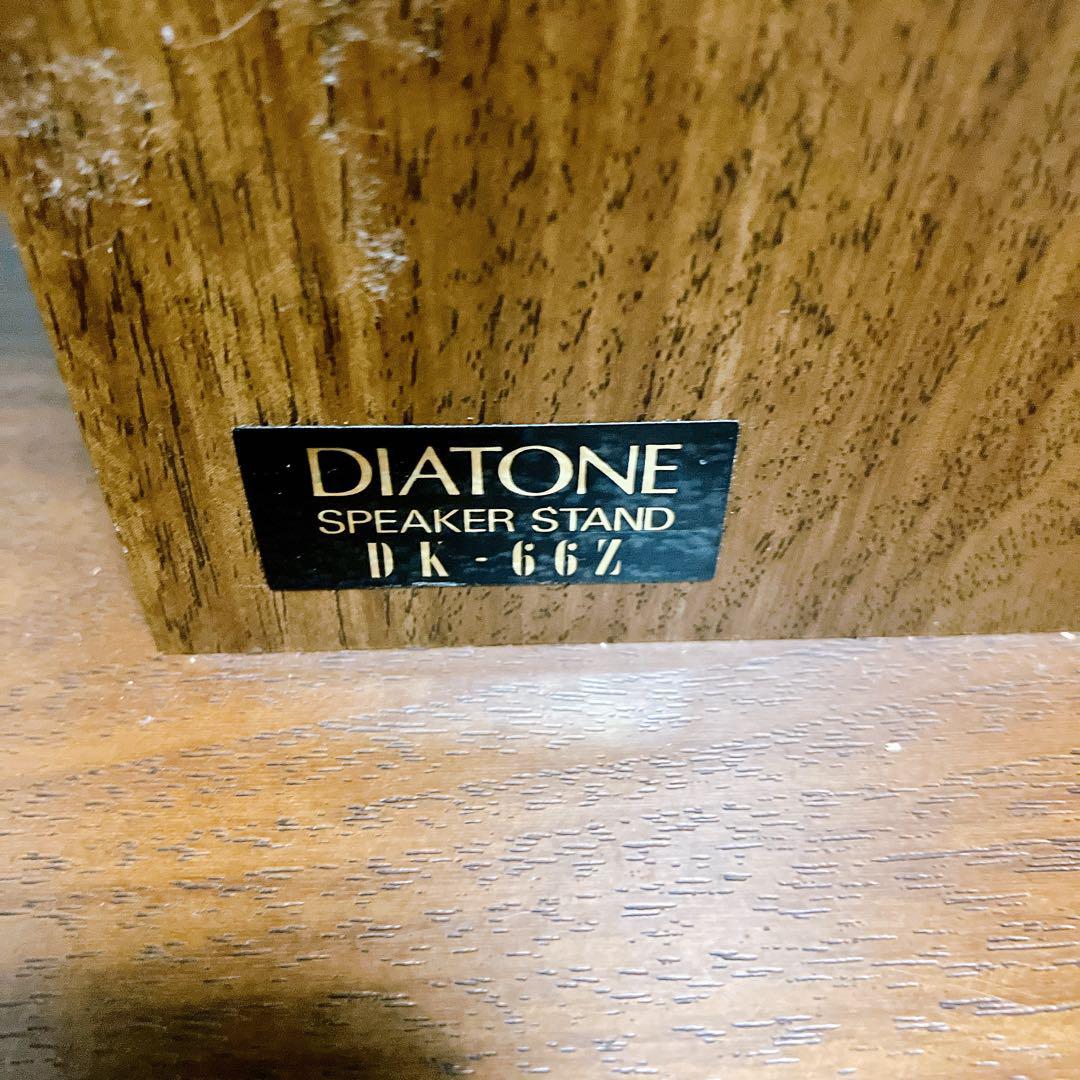 DIATONE
SPEAKER STAND
DK-66Z